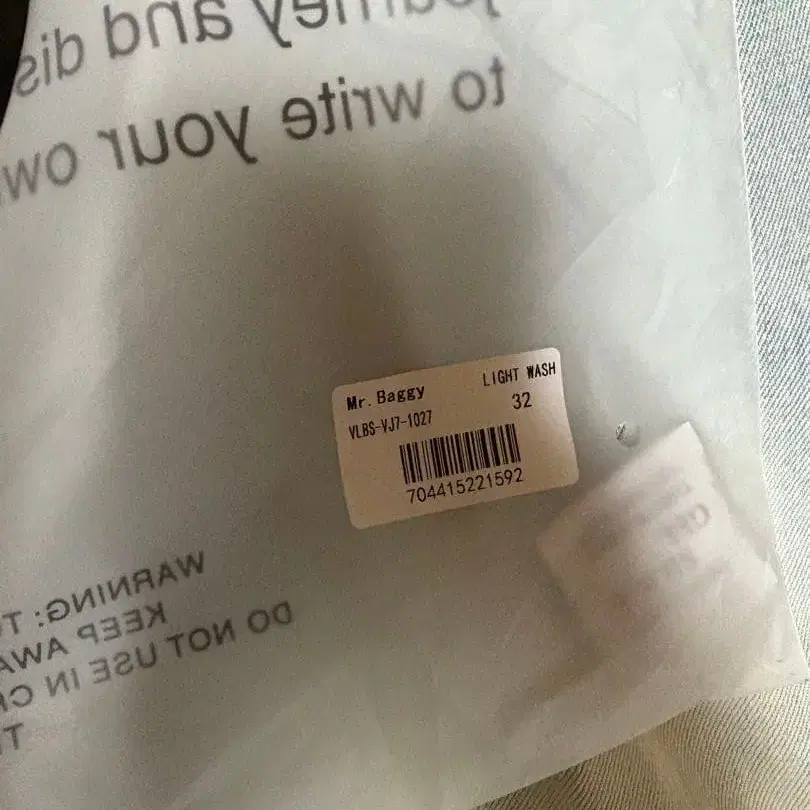 journey and dis
to write your own
Mr. Baggy
LIGHT WASH
VLBS-VJ7-1027
32
704415221592
WARNING: T
KEEP AWA
DO NOT USE IN C
T